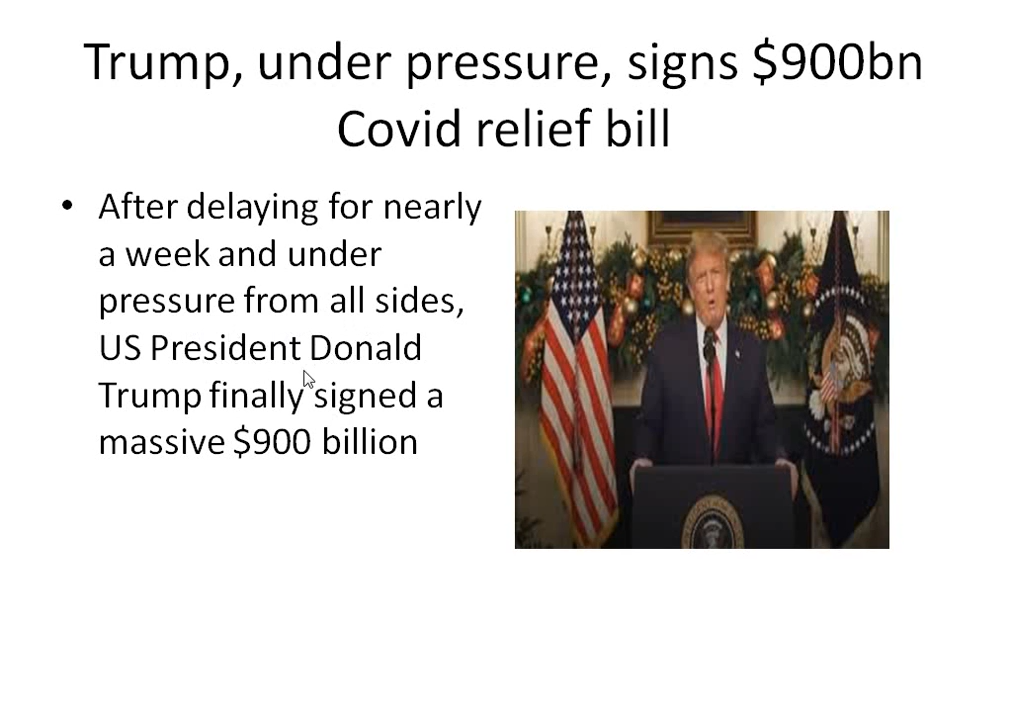 Trump, under pressure, signs $900bn
Covid relief bill
• After delaying for nearly
a week and under
pressure from all sides,
US President Donald
Trump finally signed a
massive $900 billion